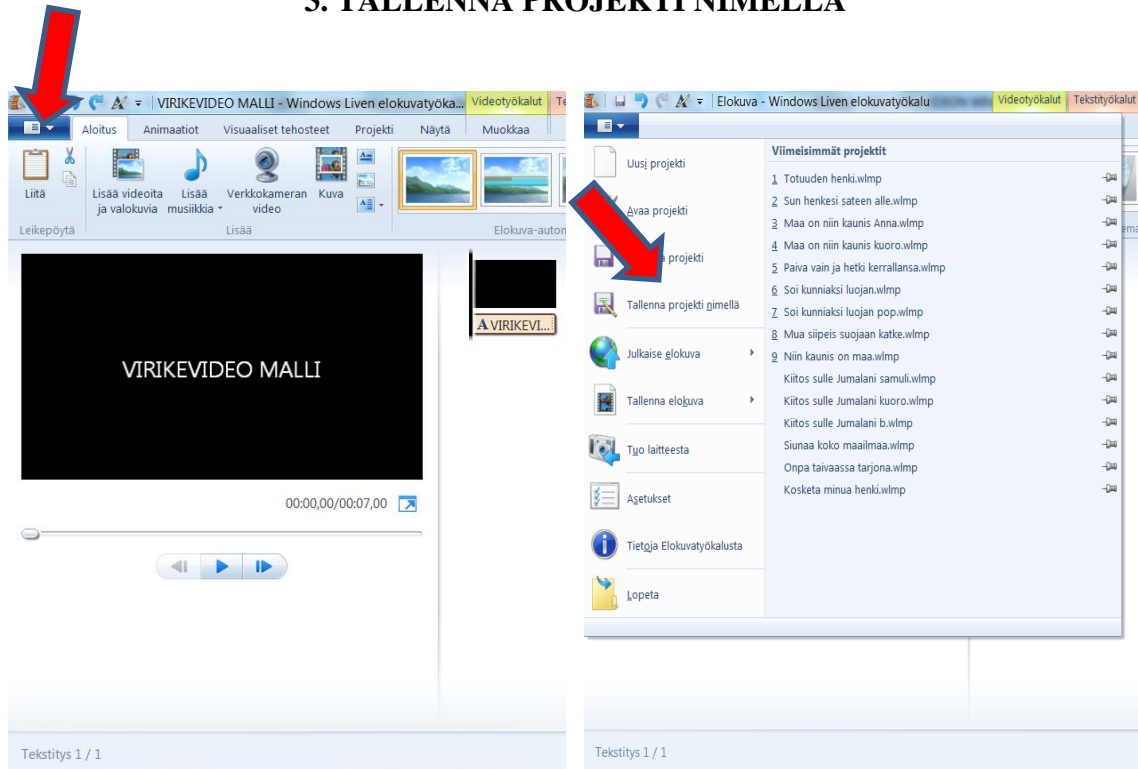 3. TALLENNA PROJEKTI NIMELLÄ
VIRIKEVIDEO MALLI - Windows Liven elokuvatyöka...
Videotyökalut
Aloitus
Animaatiot
Visuaaliset tehosteet
Projekti
Näytä
Muokkaa
Liitä
Lisää videoita
ja valokuvia
Lisää
musiikkia
Verkkokameran
video
Kuva
Leikepöytä
Lisää
VIRIKEVIDEO MALLI
A VIRIKEVI...
00:00,00/00:07,00
Tekstitys 1 / 1
Elokuva - Windows Liven elokuvatyökalu
Videotyökalut
Tekstityökalut
Uusi projekti
Avaa projekti
projekti
Tallenna projekti nimellä
Julkaise elokuva
Tallenna elokuva
Tuo laitteesta
Asetukset
Tietoja Elokuvatyökalusta
Lopeta
Viimeisimmät projektit
1 Totuuden henki.wlmp
2 Sun henkesi sateen alle.wlmp
3 Maa on niin kaunis Anna.wlmp
4 Maa on niin kaunis kuoro.wlmp
5 Paiva vain ja hetki kerrallansa.wlmp
6 Soi kunniaksi luojan.wlmp
7 Soi kunniaksi luojan pop.wlmp
8 Mua siipeis suojaan katke.wlmp
9 Niin kaunis on maa.wlmp
Kiitos sulle Jumalani samuli.wlmp
Kiitos sulle Jumalani kuoro.wlmp
Kiitos sulle Jumalani b.wlmp
Siunaa koko maailmaa.wlmp
Onpa taivaassa tarjona.wlmp
Kosketa minua henki.wlmp
Tekstitys 1 / 1